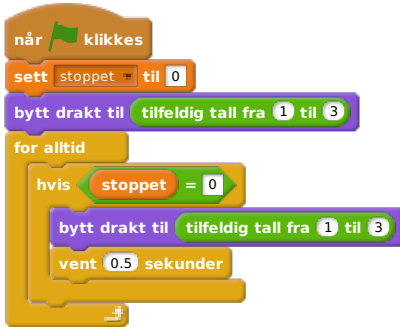 når klikkes
sett stoppet til 0
bytt drakt til tilfeldig tall fra 1 til 3
for alltid
hvis stoppet = 0
bytt drakt til tilfeldig tall fra 1 til 3
vent 0.5 sekunder